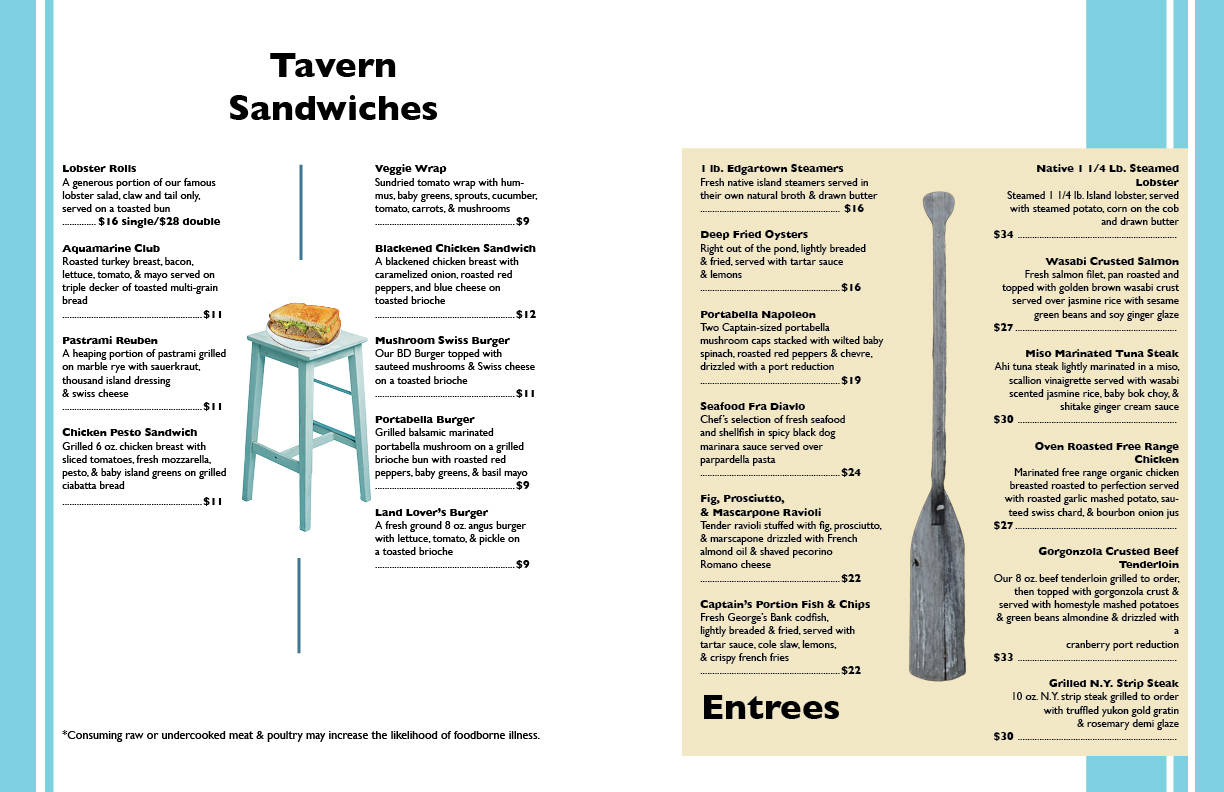 Tavern
Sandwiches
Lobster Rolls
A generous portion of our famous
lobster salad, claw and tail only,
served on a toasted bun
.............. $16 single/$28 double
Aquamarine Club
Roasted turkey breast, bacon,
lettuce, tomato, & mayo served on
triple decker of toasted multi-grain
bread
.......................................................... $11
Pastrami Reuben
A heaping portion of pastrami grilled
on marble rye with sauerkraut,
thousand island dressing
& swiss cheese
.......................................................... $11
Chicken Pesto Sandwich
Grilled 6 oz. chicken breast with
sliced tomatoes, fresh mozzarella,
pesto, & baby island greens on grilled
ciabatta bread
.......................................................... $11
Veggie Wrap
Sundried tomato wrap with hum-
mus, baby greens, sprouts, cucumber,
tomato, carrots, & mushrooms
.......................................................... $9
Blackened Chicken Sandwich
A blackened chicken breast with
caramelized onion, roasted red
peppers, and blue cheese on
toasted brioche
.......................................................... $12
Mushroom Swiss Burger
Our BD Burger topped with
sauteed mushrooms & Swiss cheese
on a toasted brioche
.......................................................... $11
Portabella Burger
Grilled balsamic marinated
portabella mushroom on a grilled
brioche bun with roasted red
peppers, baby greens, & basil mayo
.......................................................... $9
Land Lover's Burger
A fresh ground 8 oz. angus burger
with lettuce, tomato, & pickle on
a toasted brioche
.......................................................... $9
*Consuming raw or undercooked meat & poultry may increase the likelihood of foodborne illness.
1 lb. Edgartown Steamers
Fresh native island steamers served in
their own natural broth & drawn butter
.......................................................... $16
Deep Fried Oysters
Right out of the pond, lightly breaded
& fried, served with tartar sauce
& lemons
.......................................................... $16
Portabella Napoleon
Two Captain-sized portabella
mushroom caps stacked with wilted baby
spinach, roasted red peppers & chevre,
drizzled with a port reduction
.......................................................... $19
Seafood Fra Diavlo
Chef's selection of fresh seafood
and shellfish in spicy black dog
marinara sauce served over
parpardella pasta
.......................................................... $24
Fig, Prosciutto,
& Mascarpone Ravioli
Tender ravioli stuffed with fig, prosciutto,
& marscapone drizzled with French
almond oil & shaved pecorino
Romano cheese
.......................................................... $22
Captain's Portion Fish & Chips
Fresh George's Bank codfish,
lightly breaded & fried, served with
tartar sauce, cole slaw, lemons,
& crispy french fries
.......................................................... $22
Entrees
Native 1 1/4 Lb. Steamed
Lobster
Steamed 1 1/4 lb. Island lobster, served
with steamed potato, corn on the cob
and drawn butter
$34 ..................................................................
Wasabi Crusted Salmon
Fresh salmon filet, pan roasted and
topped with golden brown wasabi crust
served over jasmine rice with sesame
green beans and soy ginger glaze
$27 ..................................................................
Miso Marinated Tuna Steak
Ahi tuna steak lightly marinated in a miso,
scallion vinaigrette served with wasabi
scented jasmine rice, baby bok choy, &
shitake ginger cream sauce
$30 ..................................................................
Oven Roasted Free Range
Chicken
Marinated free range organic chicken
breasted roasted to perfection served
with roasted garlic mashed potato, sau-
teed swiss chard, & bourbon onion jus
$27 ..................................................................
Gorgonzola Crusted Beef
Tenderloin
Our 8 oz. beef tenderloin grilled to order,
then topped with gorgonzola crust &
served with homestyle mashed potatoes
& green beans almondine & drizzled with
a
cranberry port reduction
$33 ..................................................................
Grilled N.Y. Strip Steak
10 oz. N.Y. strip steak grilled to order
with truffled yukon gold gratin
& rosemary demi glaze
$30 ..................................................................